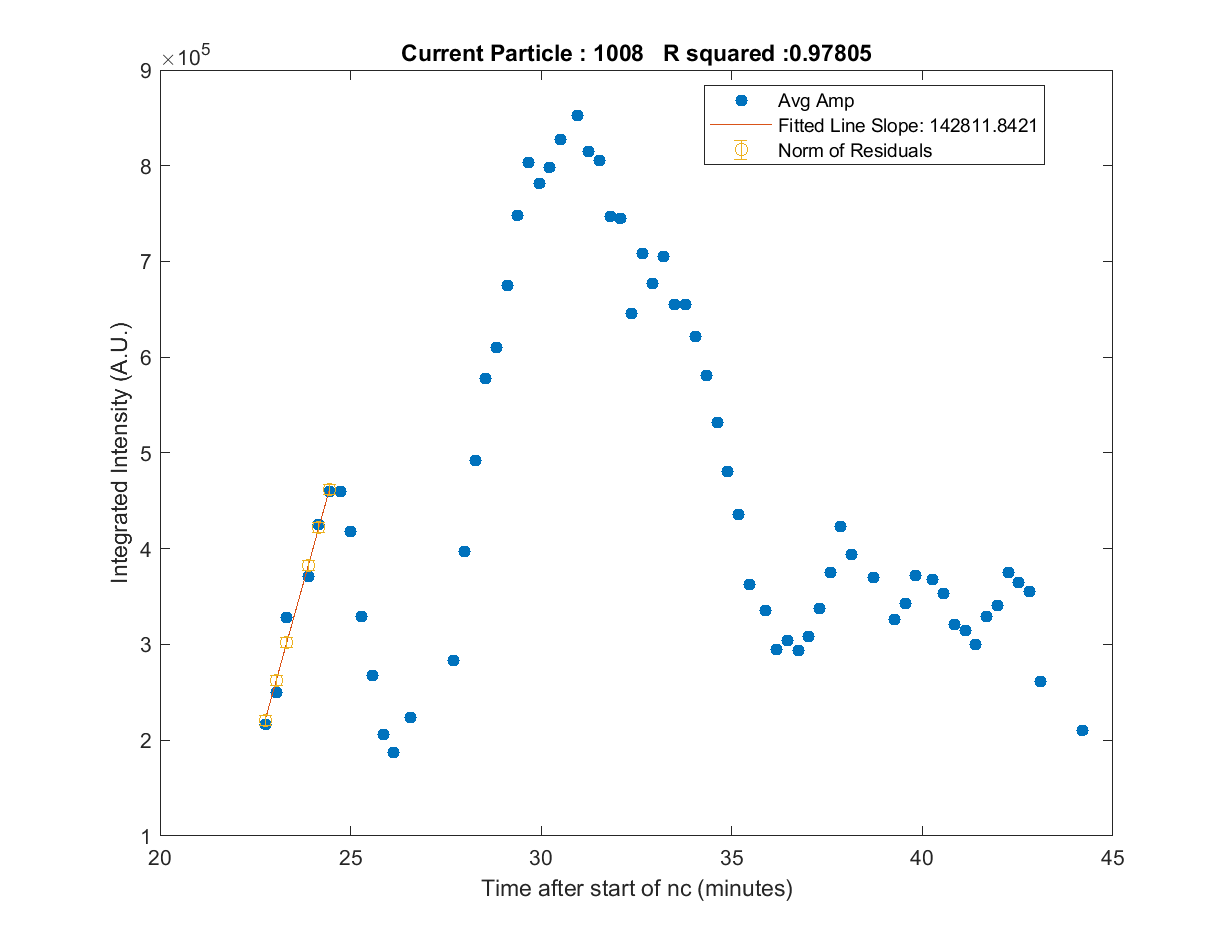 Current Particle : 1008   R squared :0.97805
×10^5
9
8
7
6
5
4
3
2
1
Integrated Intensity (A.U.)
Avg Amp
Fitted Line Slope: 142811.8421
Norm of Residuals
20 25 30 35 40 45
Time after start of nc (minutes)